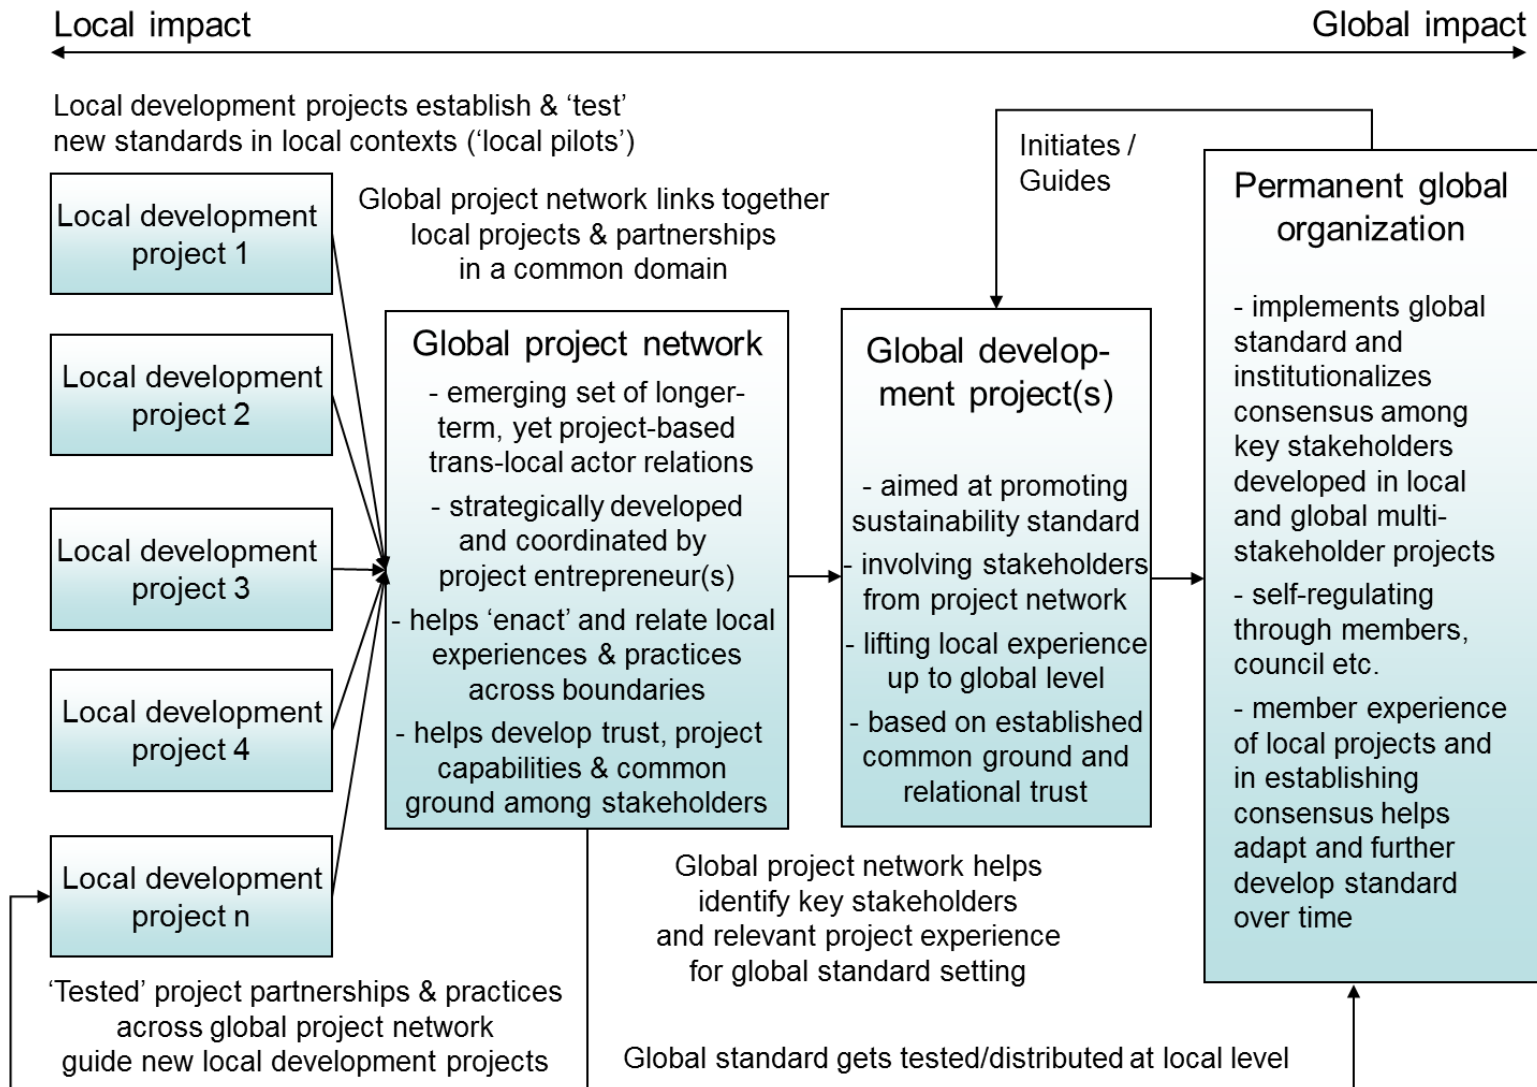 Local impact
Global impact
Local development projects establish & ‘test’
new standards in local contexts (‘local pilots’)
Local development
project 1
Local development
project 2
Local development
project 3
Local development
project 4
Local development
project n
‘Tested’ project partnerships & practices
across global project network
guide new local development projects
Global project network links together
local projects & partnerships
in a common domain
Global project network
- emerging set of longer-
term, yet project-based
trans-local actor relations
- strategically developed
and coordinated by
project entrepreneur(s)
- helps ‘enact’ and relate local
experiences & practices
across boundaries
- helps develop trust, project
capabilities & common
ground among stakeholders
Global project network helps
identify key stakeholders
and relevant project experience
for global standard setting
Global standard gets tested/distributed at local level
Initiates /
Guides
Global develop-
ment project(s)
- aimed at promoting
sustainability standard
- involving stakeholders
from project network
- lifting local experience
up to global level
- based on established
common ground and
relational trust
Permanent global
organization
- implements global
standard and
institutionalizes
consensus among
key stakeholders
developed in local
and global multi-
stakeholder projects
- self-regulating
through members,
council etc.
- member experience
of local projects and
in establishing
consensus helps
adapt and further
develop standard
over time